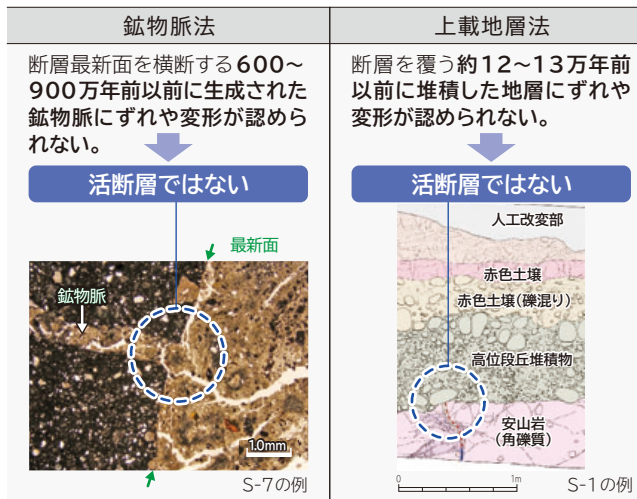 鉱物脈法
断層最新面を横断する600〜
900万年前以前に生成された
鉱物脈にずれや変形が認めら
れない。
活断層ではない
最新面
鉱物脈
1.0mm
S-7の例
上載地層法
断層を覆う約12〜13万年前
以前に堆積した地層にずれや
変形が認められない。
活断層ではない
人工改変部
赤色土壌
赤色土壌(礫混り)
高位段丘堆積物
安山岩
(角礫質)
0 1m
S-1の例